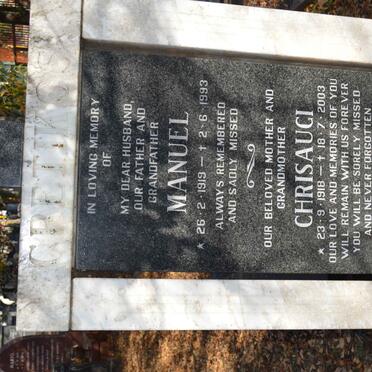 IN LOVING MEMORY
OF
MY DEAR HUSBAND,
OUR FATHER AND
GRANDFATHER
MANUEL
★ 26·2·1919 – † 2·6·1993
ALWAYS REMEMBERED
AND SADLY MISSED
OUR BELOVED MOTHER AND
GRANDMOTHER
CHRISAUCI
★ 23·9·1918 – † 18·7·2003
OUR LOVE AND MEMORIES OF YOU
WILL REMAIN WITH US FOREVER
YOU WILL BE SORELY MISSED
AND NEVER FORGOTTEN